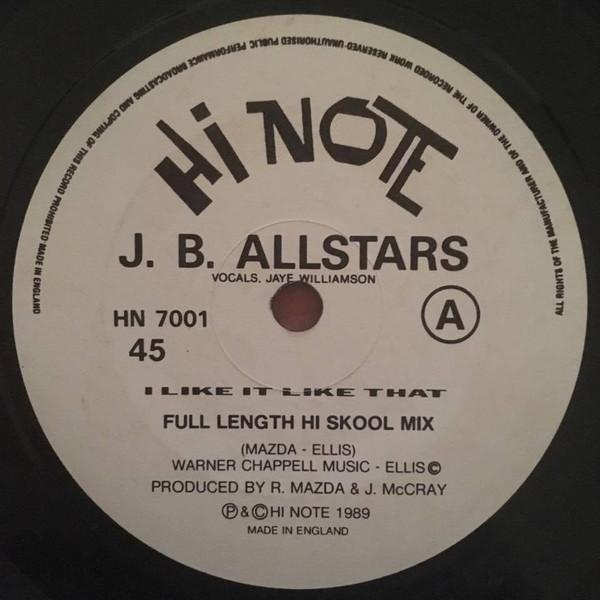 ALL RIGHTS OF THE MANUFACTURER AND OF THE OWNER OF THE RECORDED WORK RESERVED·UNAUTHORISED PUBLIC PERFORMANCE BROADCASTING AND COPYING OF THIS RECORD PROHIBITED·MADE IN ENGLAND
Hi NOTE
J. B. ALLSTARS
VOCALS. JAYE WILLIAMSON
HN 7001
45
A
I LIKE IT LIKE THAT
FULL LENGTH HI SKOOL MIX
(MAZDA - ELLIS)
WARNER CHAPPELL MUSIC - ELLIS©
PRODUCED BY R. MAZDA & J. McCRAY
℗&©HI NOTE 1989
MADE IN ENGLAND